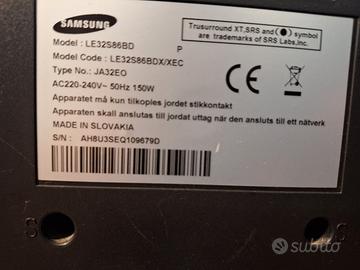 SAMSUNG
Trusurround XT, SRS and (●) symbol
are trademarks of SRS Labs, Inc.
Model : LE32S86BD P
Model Code : LE32S86BDX/XEC
Type No.: JA32EO
AC220-240V~ 50Hz 150W
Apparatet må kun tilkoples jordet stikkontakt
Apparaten skall anslutas till jordat uttag när den ansluts till ett nätverk
MADE IN SLOVAKIA
S/N : AH8U3SEQ109679D
CE
S
S
subito